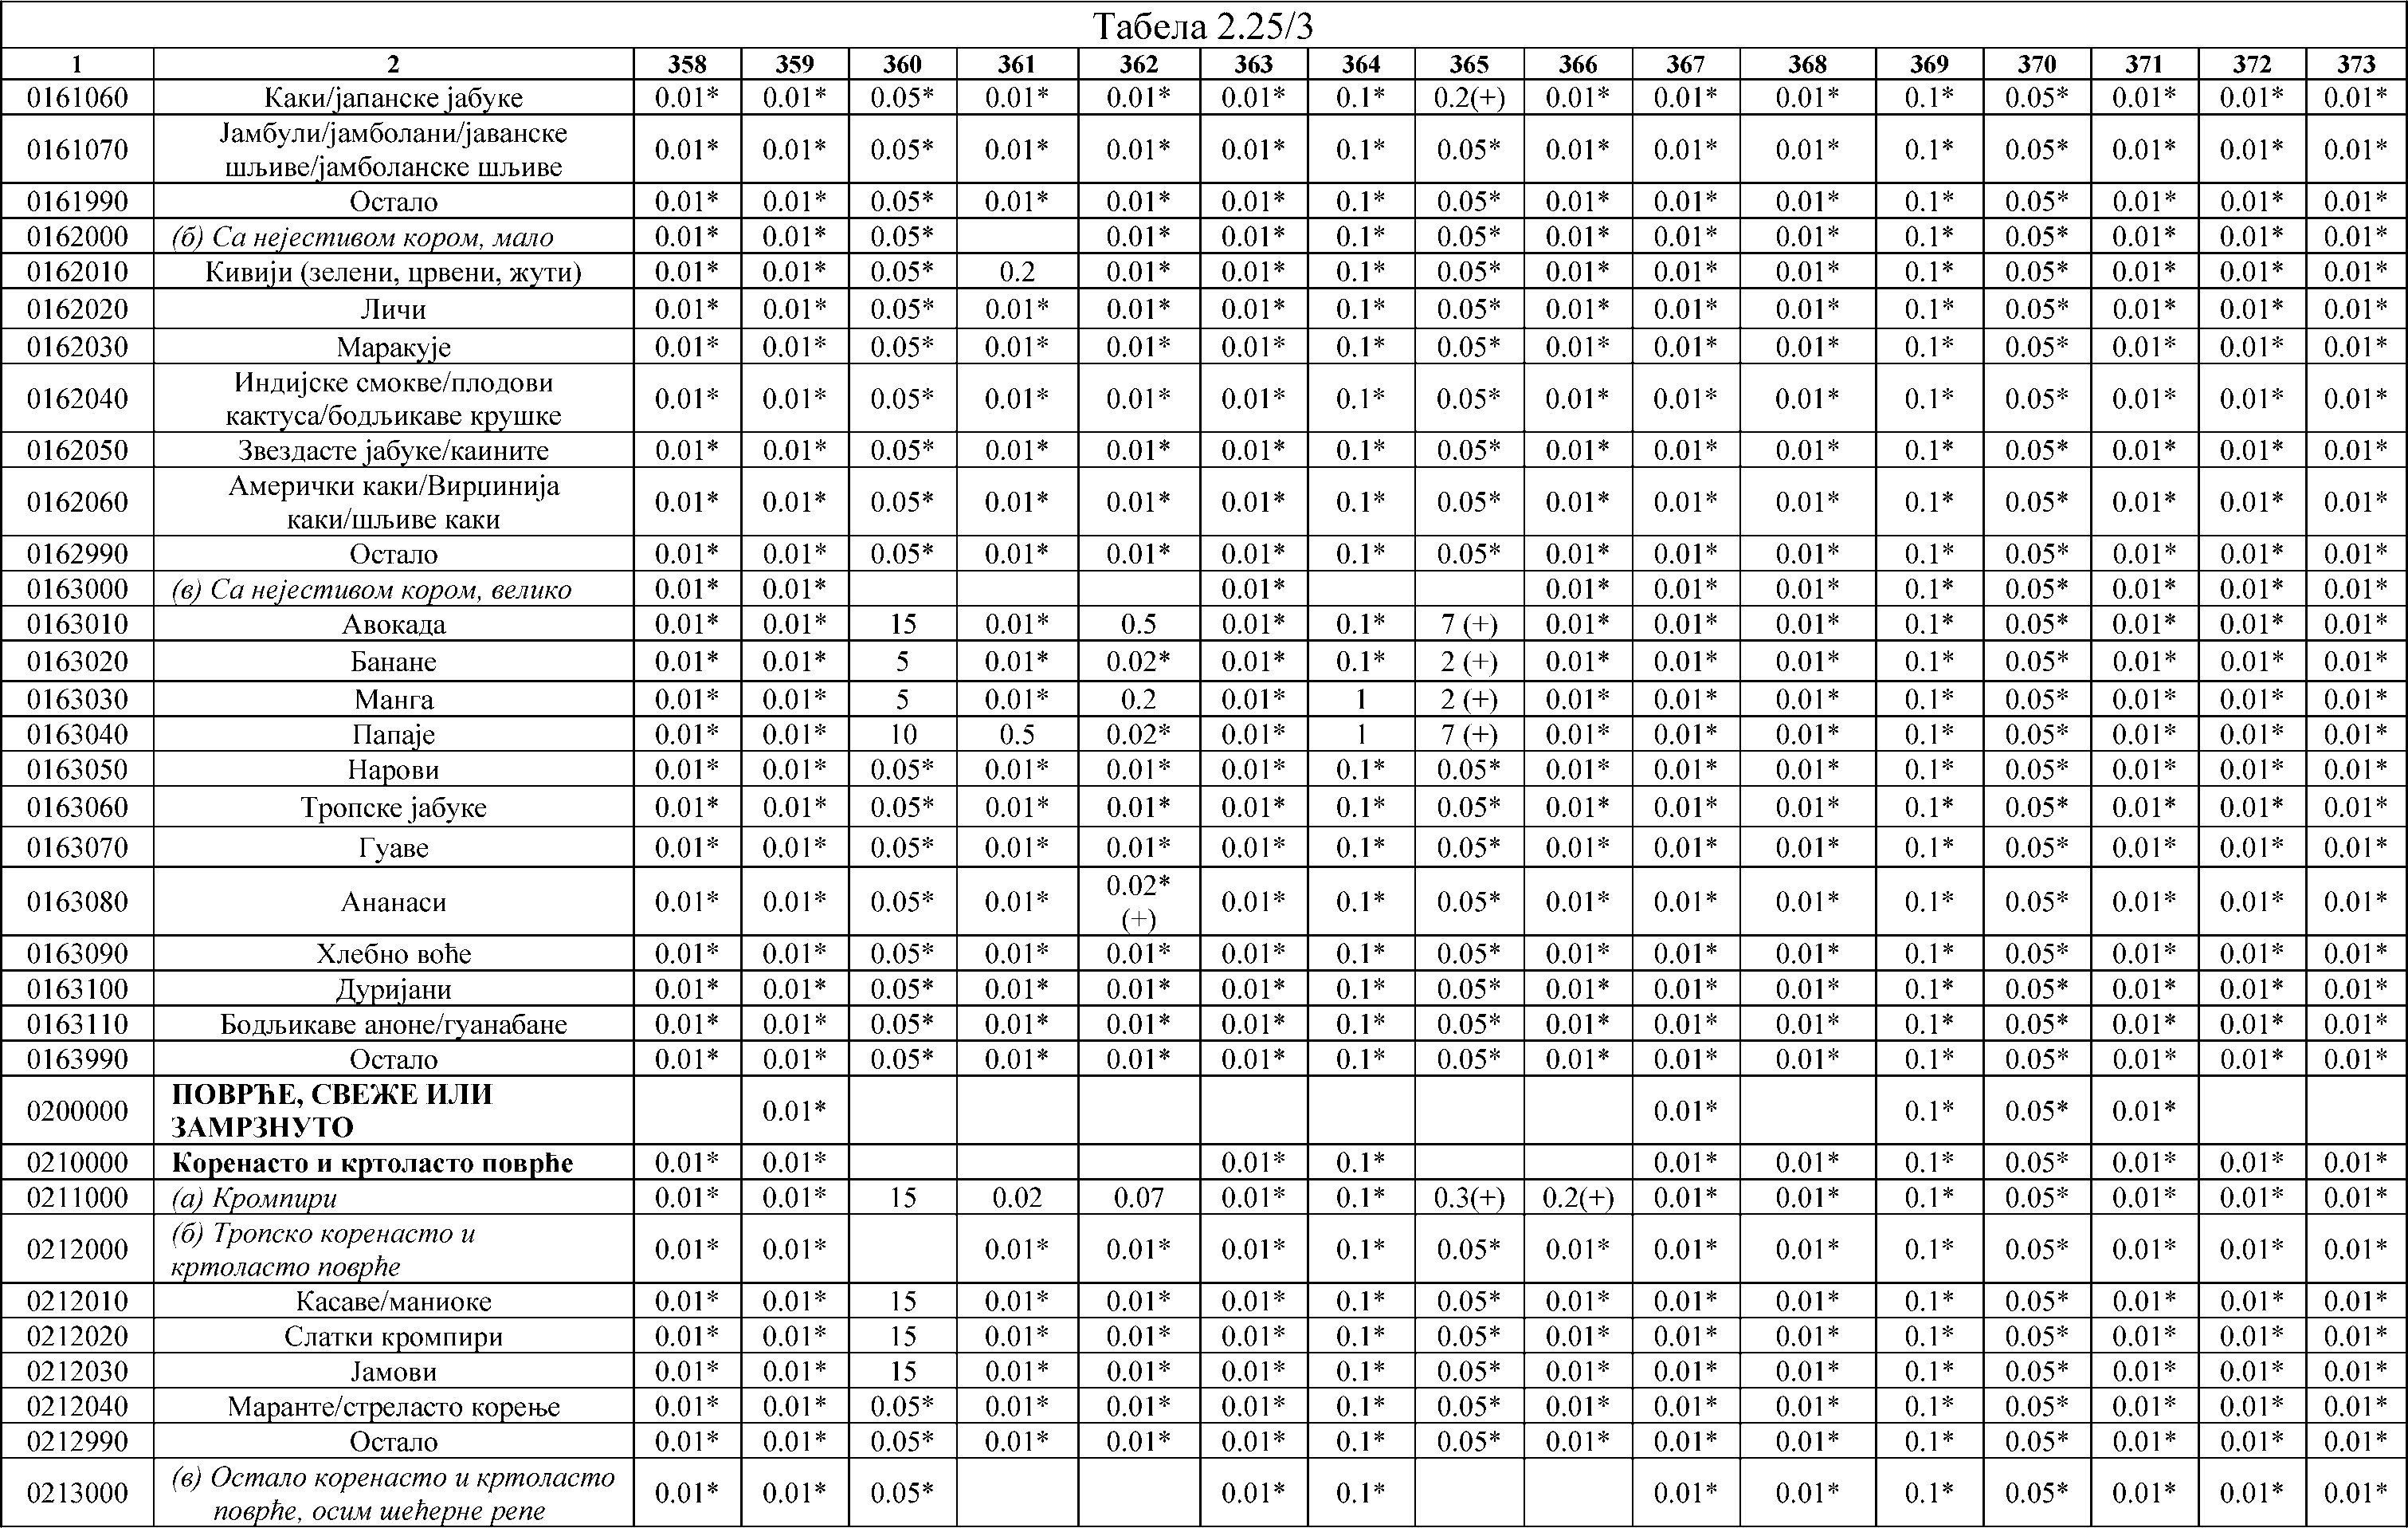 Табела 2.25/3
1 2 358 359 360 361 362 363 364 365 366 367 368 369 370 371 372 373
0161060 Каки/јапанске јабуке 0.01* 0.01* 0.05* 0.01* 0.01* 0.01* 0.1* 0.2(+) 0.01* 0.01* 0.01* 0.1* 0.05* 0.01* 0.01* 0.01*
Јамбули/јамболани/јаванске
0161070 0.01* 0.01* 0.05* 0.01* 0.01* 0.01* 0.1* 0.05* 0.01* 0.01* 0.01* 0.1* 0.05* 0.01* 0.01* 0.01*
шљиве/јамболанске шљиве
0161990 Остало 0.01* 0.01* 0.05* 0.01* 0.01* 0.01* 0.1* 0.05* 0.01* 0.01* 0.01* 0.1* 0.05* 0.01* 0.01* 0.01*
0162000 (б) Са нејестивом кором, мало 0.01* 0.01* 0.05* 0.01* 0.01* 0.1* 0.05* 0.01* 0.01* 0.01* 0.1* 0.05* 0.01* 0.01* 0.01*
0162010 Кивији (зелени, црвени, жути) 0.01* 0.01* 0.05* 0.2 0.01* 0.01* 0.1* 0.05* 0.01* 0.01* 0.01* 0.1* 0.05* 0.01* 0.01* 0.01*
0162020 Личи 0.01* 0.01* 0.05* 0.01* 0.01* 0.01* 0.1* 0.05* 0.01* 0.01* 0.01* 0.1* 0.05* 0.01* 0.01* 0.01*
0162030 Маракује 0.01* 0.01* 0.05* 0.01* 0.01* 0.01* 0.1* 0.05* 0.01* 0.01* 0.01* 0.1* 0.05* 0.01* 0.01* 0.01*
Индијске смокве/плодови
0162040 0.01* 0.01* 0.05* 0.01* 0.01* 0.01* 0.1* 0.05* 0.01* 0.01* 0.01* 0.1* 0.05* 0.01* 0.01* 0.01*
кактуса/бодљикаве крушке
0162050 Звездасте јабуке/каините 0.01* 0.01* 0.05* 0.01* 0.01* 0.01* 0.1* 0.05* 0.01* 0.01* 0.01* 0.1* 0.05* 0.01* 0.01* 0.01*
Амерички каки/Вирџинија
0162060 0.01* 0.01* 0.05* 0.01* 0.01* 0.01* 0.1* 0.05* 0.01* 0.01* 0.01* 0.1* 0.05* 0.01* 0.01* 0.01*
каки/шљиве каки
0162990 Остало 0.01* 0.01* 0.05* 0.01* 0.01* 0.01* 0.1* 0.05* 0.01* 0.01* 0.01* 0.1* 0.05* 0.01* 0.01* 0.01*
0163000 (в) Са нејестивом кором, велико 0.01* 0.01* 0.01* 0.01* 0.01* 0.01* 0.1* 0.05* 0.01* 0.01* 0.01*
0163010 Авокада 0.01* 0.01* 15 0.01* 0.5 0.01* 0.1* 7 (+) 0.01* 0.01* 0.01* 0.1* 0.05* 0.01* 0.01* 0.01*
0163020 Банане 0.01* 0.01* 5 0.01* 0.02* 0.01* 0.1* 2 (+) 0.01* 0.01* 0.01* 0.1* 0.05* 0.01* 0.01* 0.01*
0163030 Манга 0.01* 0.01* 5 0.01* 0.2 0.01* 1 2 (+) 0.01* 0.01* 0.01* 0.1* 0.05* 0.01* 0.01* 0.01*
0163040 Папаје 0.01* 0.01* 10 0.5 0.02* 0.01* 1 7 (+) 0.01* 0.01* 0.01* 0.1* 0.05* 0.01* 0.01* 0.01*
0163050 Нарови 0.01* 0.01* 0.05* 0.01* 0.01* 0.01* 0.1* 0.05* 0.01* 0.01* 0.01* 0.1* 0.05* 0.01* 0.01* 0.01*
0163060 Тропске јабуке 0.01* 0.01* 0.05* 0.01* 0.01* 0.01* 0.1* 0.05* 0.01* 0.01* 0.01* 0.1* 0.05* 0.01* 0.01* 0.01*
0163070 Гуаве 0.01* 0.01* 0.05* 0.01* 0.01* 0.01* 0.1* 0.05* 0.01* 0.01* 0.01* 0.1* 0.05* 0.01* 0.01* 0.01*
0163080 Ананаси 0.01* 0.01* 0.05* 0.01* 0.02* (+) 0.01* 0.1* 0.05* 0.01* 0.01* 0.01* 0.1* 0.05* 0.01* 0.01* 0.01*
0163090 Хлебно воће 0.01* 0.01* 0.05* 0.01* 0.01* 0.01* 0.1* 0.05* 0.01* 0.01* 0.01* 0.1* 0.05* 0.01* 0.01* 0.01*
0163100 Дуријани 0.01* 0.01* 0.05* 0.01* 0.01* 0.01* 0.1* 0.05* 0.01* 0.01* 0.01* 0.1* 0.05* 0.01* 0.01* 0.01*
0163110 Бодљикаве аноне/гуанабане 0.01* 0.01* 0.05* 0.01* 0.01* 0.01* 0.1* 0.05* 0.01* 0.01* 0.01* 0.1* 0.05* 0.01* 0.01* 0.01*
0163990 Остало 0.01* 0.01* 0.05* 0.01* 0.01* 0.01* 0.1* 0.05* 0.01* 0.01* 0.01* 0.1* 0.05* 0.01* 0.01* 0.01*
ПОВРЋЕ, СВЕЖЕ ИЛИ
0200000 0.01* 0.01* 0.1* 0.05* 0.01*
ЗАМРЗНУТО
0210000 Коренасто и кртоласто поврће 0.01* 0.01* 0.01* 0.1* 0.01* 0.01* 0.1* 0.05* 0.01* 0.01* 0.01*
0211000 (а) Кромпири 0.01* 0.01* 15 0.02 0.07 0.01* 0.1* 0.3(+) 0.2(+) 0.01* 0.01* 0.1* 0.05* 0.01* 0.01* 0.01*
(б) Тропско коренасто и
0212000 0.01* 0.01* 0.01* 0.01* 0.01* 0.1* 0.05* 0.01* 0.01* 0.01* 0.1* 0.05* 0.01* 0.01* 0.01*
кртоласто поврће
0212010 Касаве/маниоке 0.01* 0.01* 15 0.01* 0.01* 0.01* 0.1* 0.05* 0.01* 0.01* 0.01* 0.1* 0.05* 0.01* 0.01* 0.01*
0212020 Слатки кромпири 0.01* 0.01* 15 0.01* 0.01* 0.01* 0.1* 0.05* 0.01* 0.01* 0.01* 0.1* 0.05* 0.01* 0.01* 0.01*
0212030 Јамови 0.01* 0.01* 15 0.01* 0.01* 0.01* 0.1* 0.05* 0.01* 0.01* 0.01* 0.1* 0.05* 0.01* 0.01* 0.01*
0212040 Маранте/стреласто корење 0.01* 0.01* 0.05* 0.01* 0.01* 0.01* 0.1* 0.05* 0.01* 0.01* 0.01* 0.1* 0.05* 0.01* 0.01* 0.01*
0212990 Остало 0.01* 0.01* 0.05* 0.01* 0.01* 0.01* 0.1* 0.05* 0.01* 0.01* 0.01* 0.1* 0.05* 0.01* 0.01* 0.01*
(в) Остало коренасто и кртоласто
0213000 0.01* 0.01* 0.05* 0.01* 0.1* 0.01* 0.01* 0.1* 0.05* 0.01* 0.01* 0.01*
поврће, осим шећерне репе